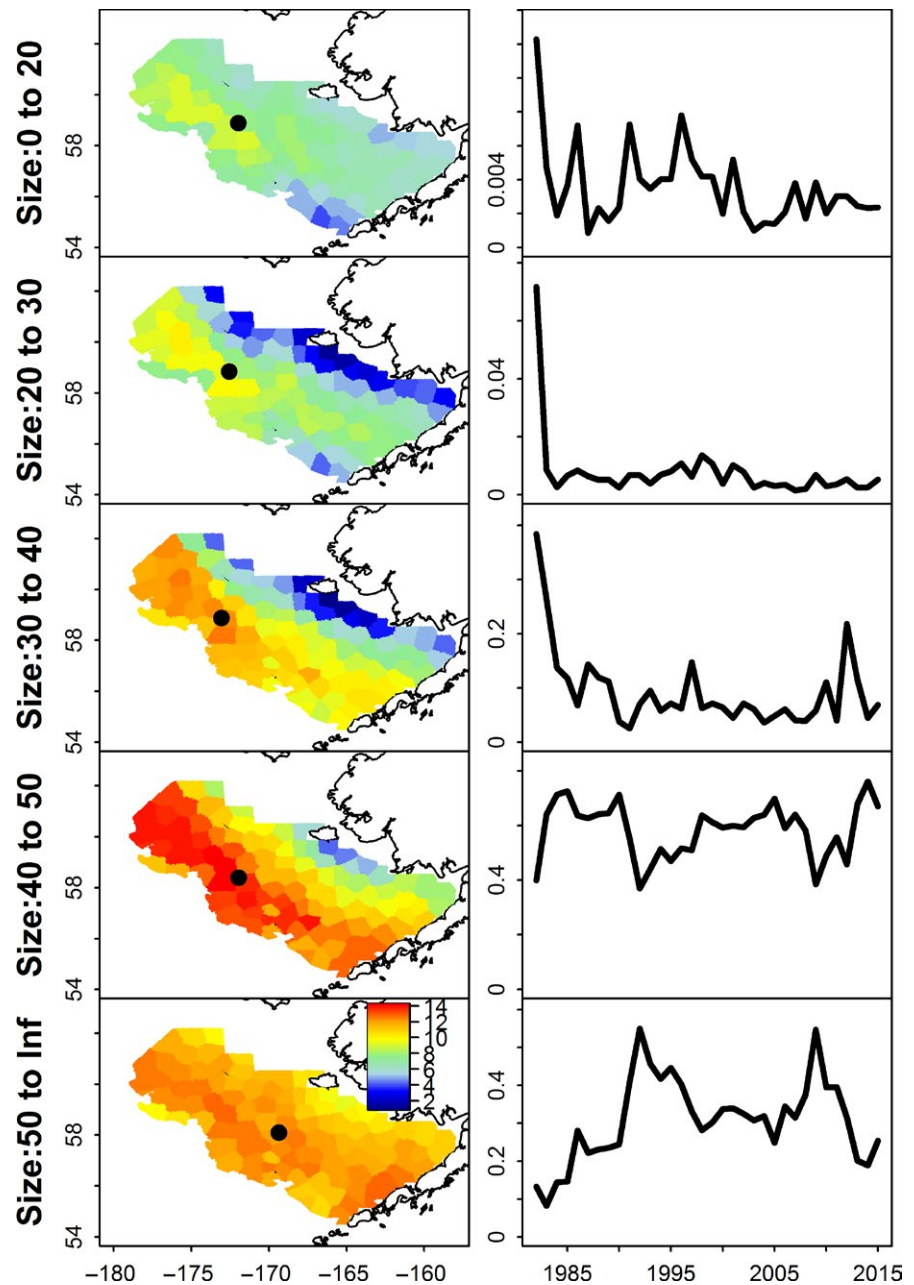 Size:0 to 20
54 58
0 0.004
Size:20 to 30
54 58
0 0.04
Size:30 to 40
54 58
0 0.2
Size:40 to 50
54 58
0 0.4
Size:50 to Inf
54 58
2 4 6 8 10 12 14
0 0.2 0.4
−180 −175 −170 −165 −160
1985 1995 2005 2015